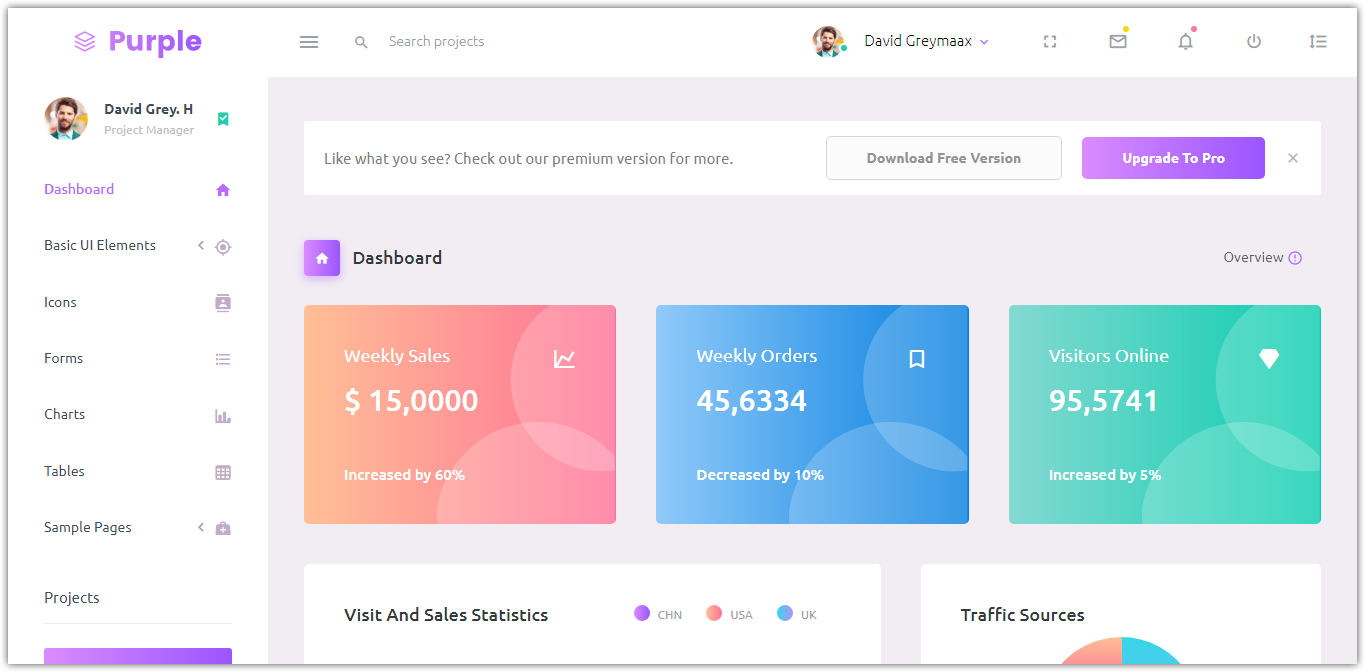 Purple
Search projects
David Greymaax
David Grey. H
Project Manager
Dashboard
Basic UI Elements
Icons
Forms
Charts
Tables
Sample Pages
Projects
Like what you see? Check out our premium version for more.
Download Free Version
Upgrade To Pro
Dashboard
Overview
Weekly Sales
$ 15,0000
Increased by 60%
Weekly Orders
45,6334
Decreased by 10%
Visitors Online
95,5741
Increased by 5%
Visit And Sales Statistics
CHN USA UK
Traffic Sources